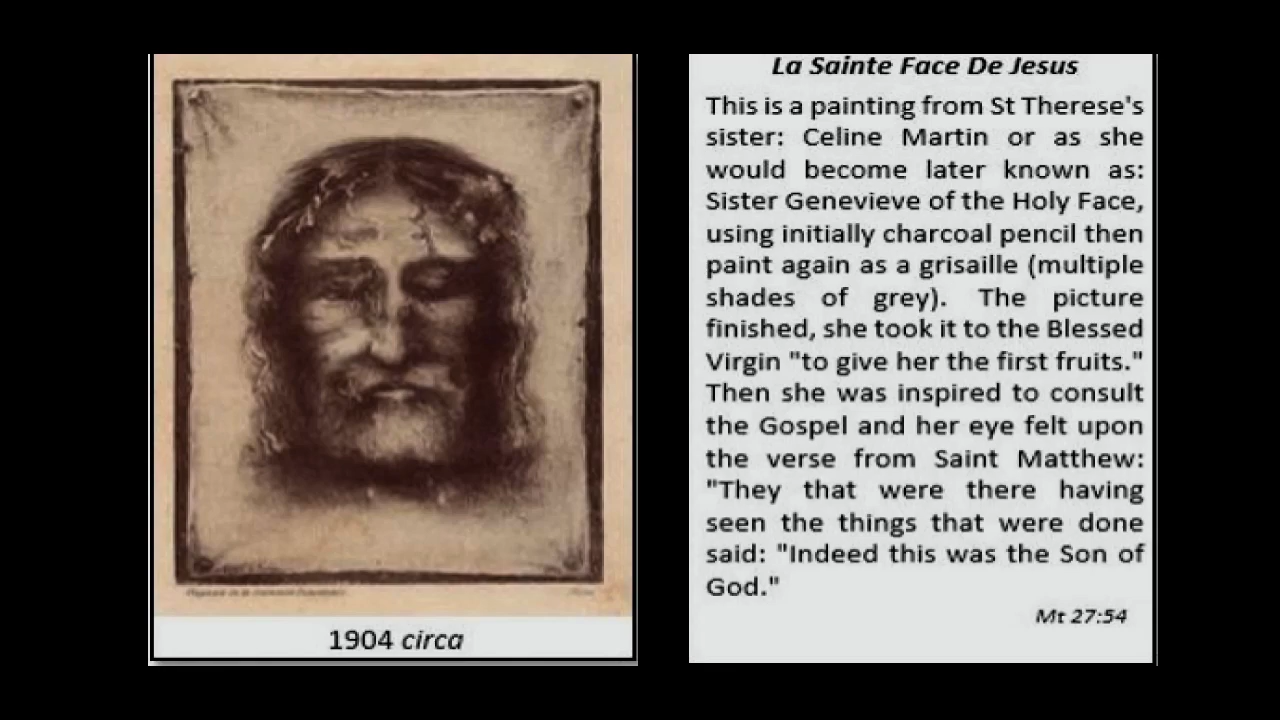 La Sainte Face De Jesus
This is a painting from St Therese's
sister: Celine Martin or as she
would become later known as:
Sister Genevieve of the Holy Face,
using initially charcoal pencil then
paint again as a grisaille (multiple
shades of grey). The picture
finished, she took it to the Blessed
Virgin "to give her the first fruits."
Then she was inspired to consult
the Gospel and her eye felt upon
the verse from Saint Matthew:
"They that were there having
seen the things that were done
said: "Indeed this was the Son of
God."
Mt 27:54
1904 circa